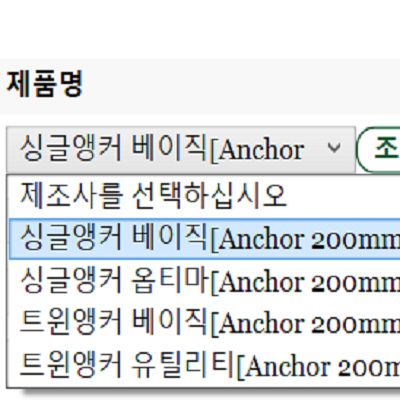 제품명
싱글앵커 베이직[Anchor 조
제조사를 선택하십시오
싱글앵커 베이직[Anchor 200mm
싱글앵커 옵티마[Anchor 200mm
트윈앵커 베이직[Anchor 200mm
트윈앵커 유틸리티[Anchor 200m